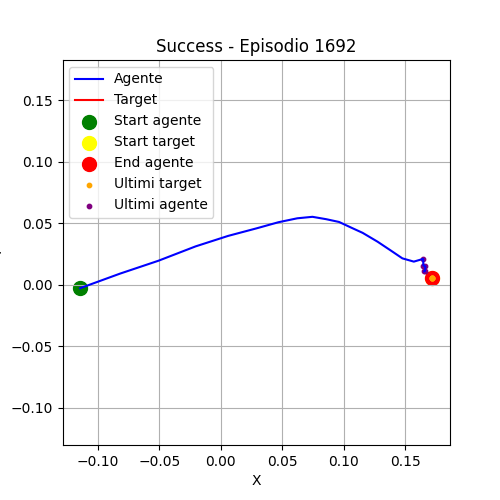 Success - Episodio 1692
Agente
Target
Start agente
Start target
End agente
Ultimi target
Ultimi agente
0.15
0.10
0.05
0.00
−0.05
−0.10
−0.10
−0.05
0.00
0.05
0.10
0.15
X